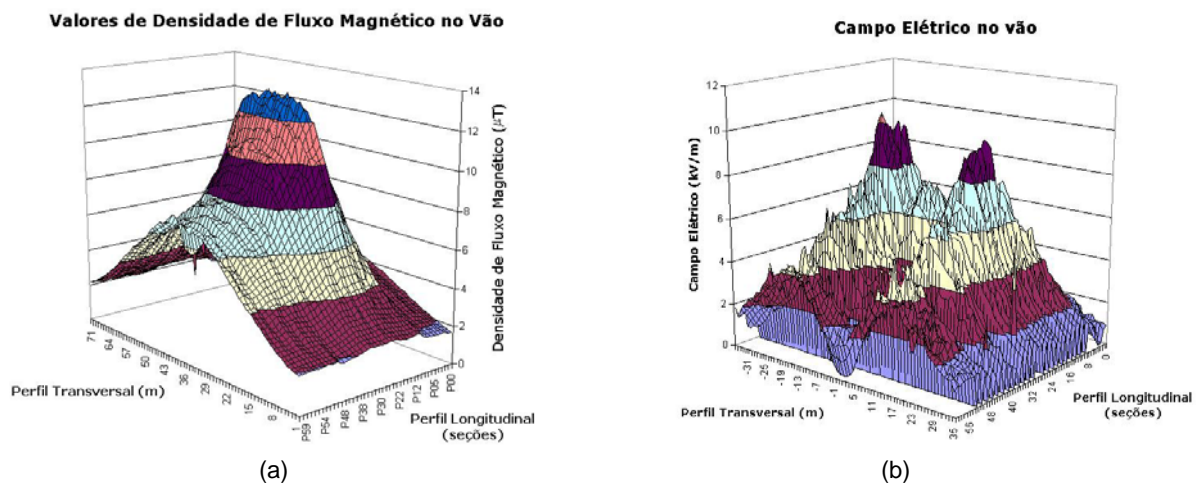 Valores de Densidade de Fluxo Magnético no Vão
14
12
10
8
6
4
2
0
Densidade de Fluxo Magnético (µT)
71
64
57
50
43
36
29
22
15
8
1
Perfil Transversal (m)
P59
P54
P48
P38
P30
P22
P12
P05
P00
Perfil Longitudinal
(seções)
(a)
Campo Elétrico no vão
12
10
8
6
4
2
0
Campo Elétrico (kV/m)
-31
-25
-19
-13
-7
-1
5
11
17
23
29
35
Perfil Transversal (m)
56
48
40
32
24
16
8
0
Perfil Longitudinal
(seções)
(b)